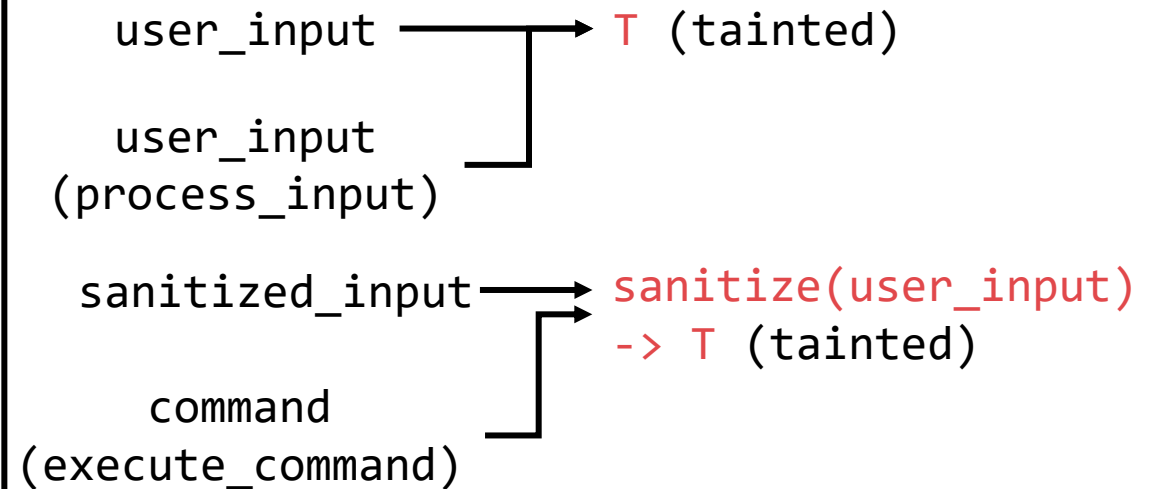 user_input T (tainted)
user_input
(process_input)
sanitized_input sanitize(user_input)
-> T (tainted)
command
(execute_command)